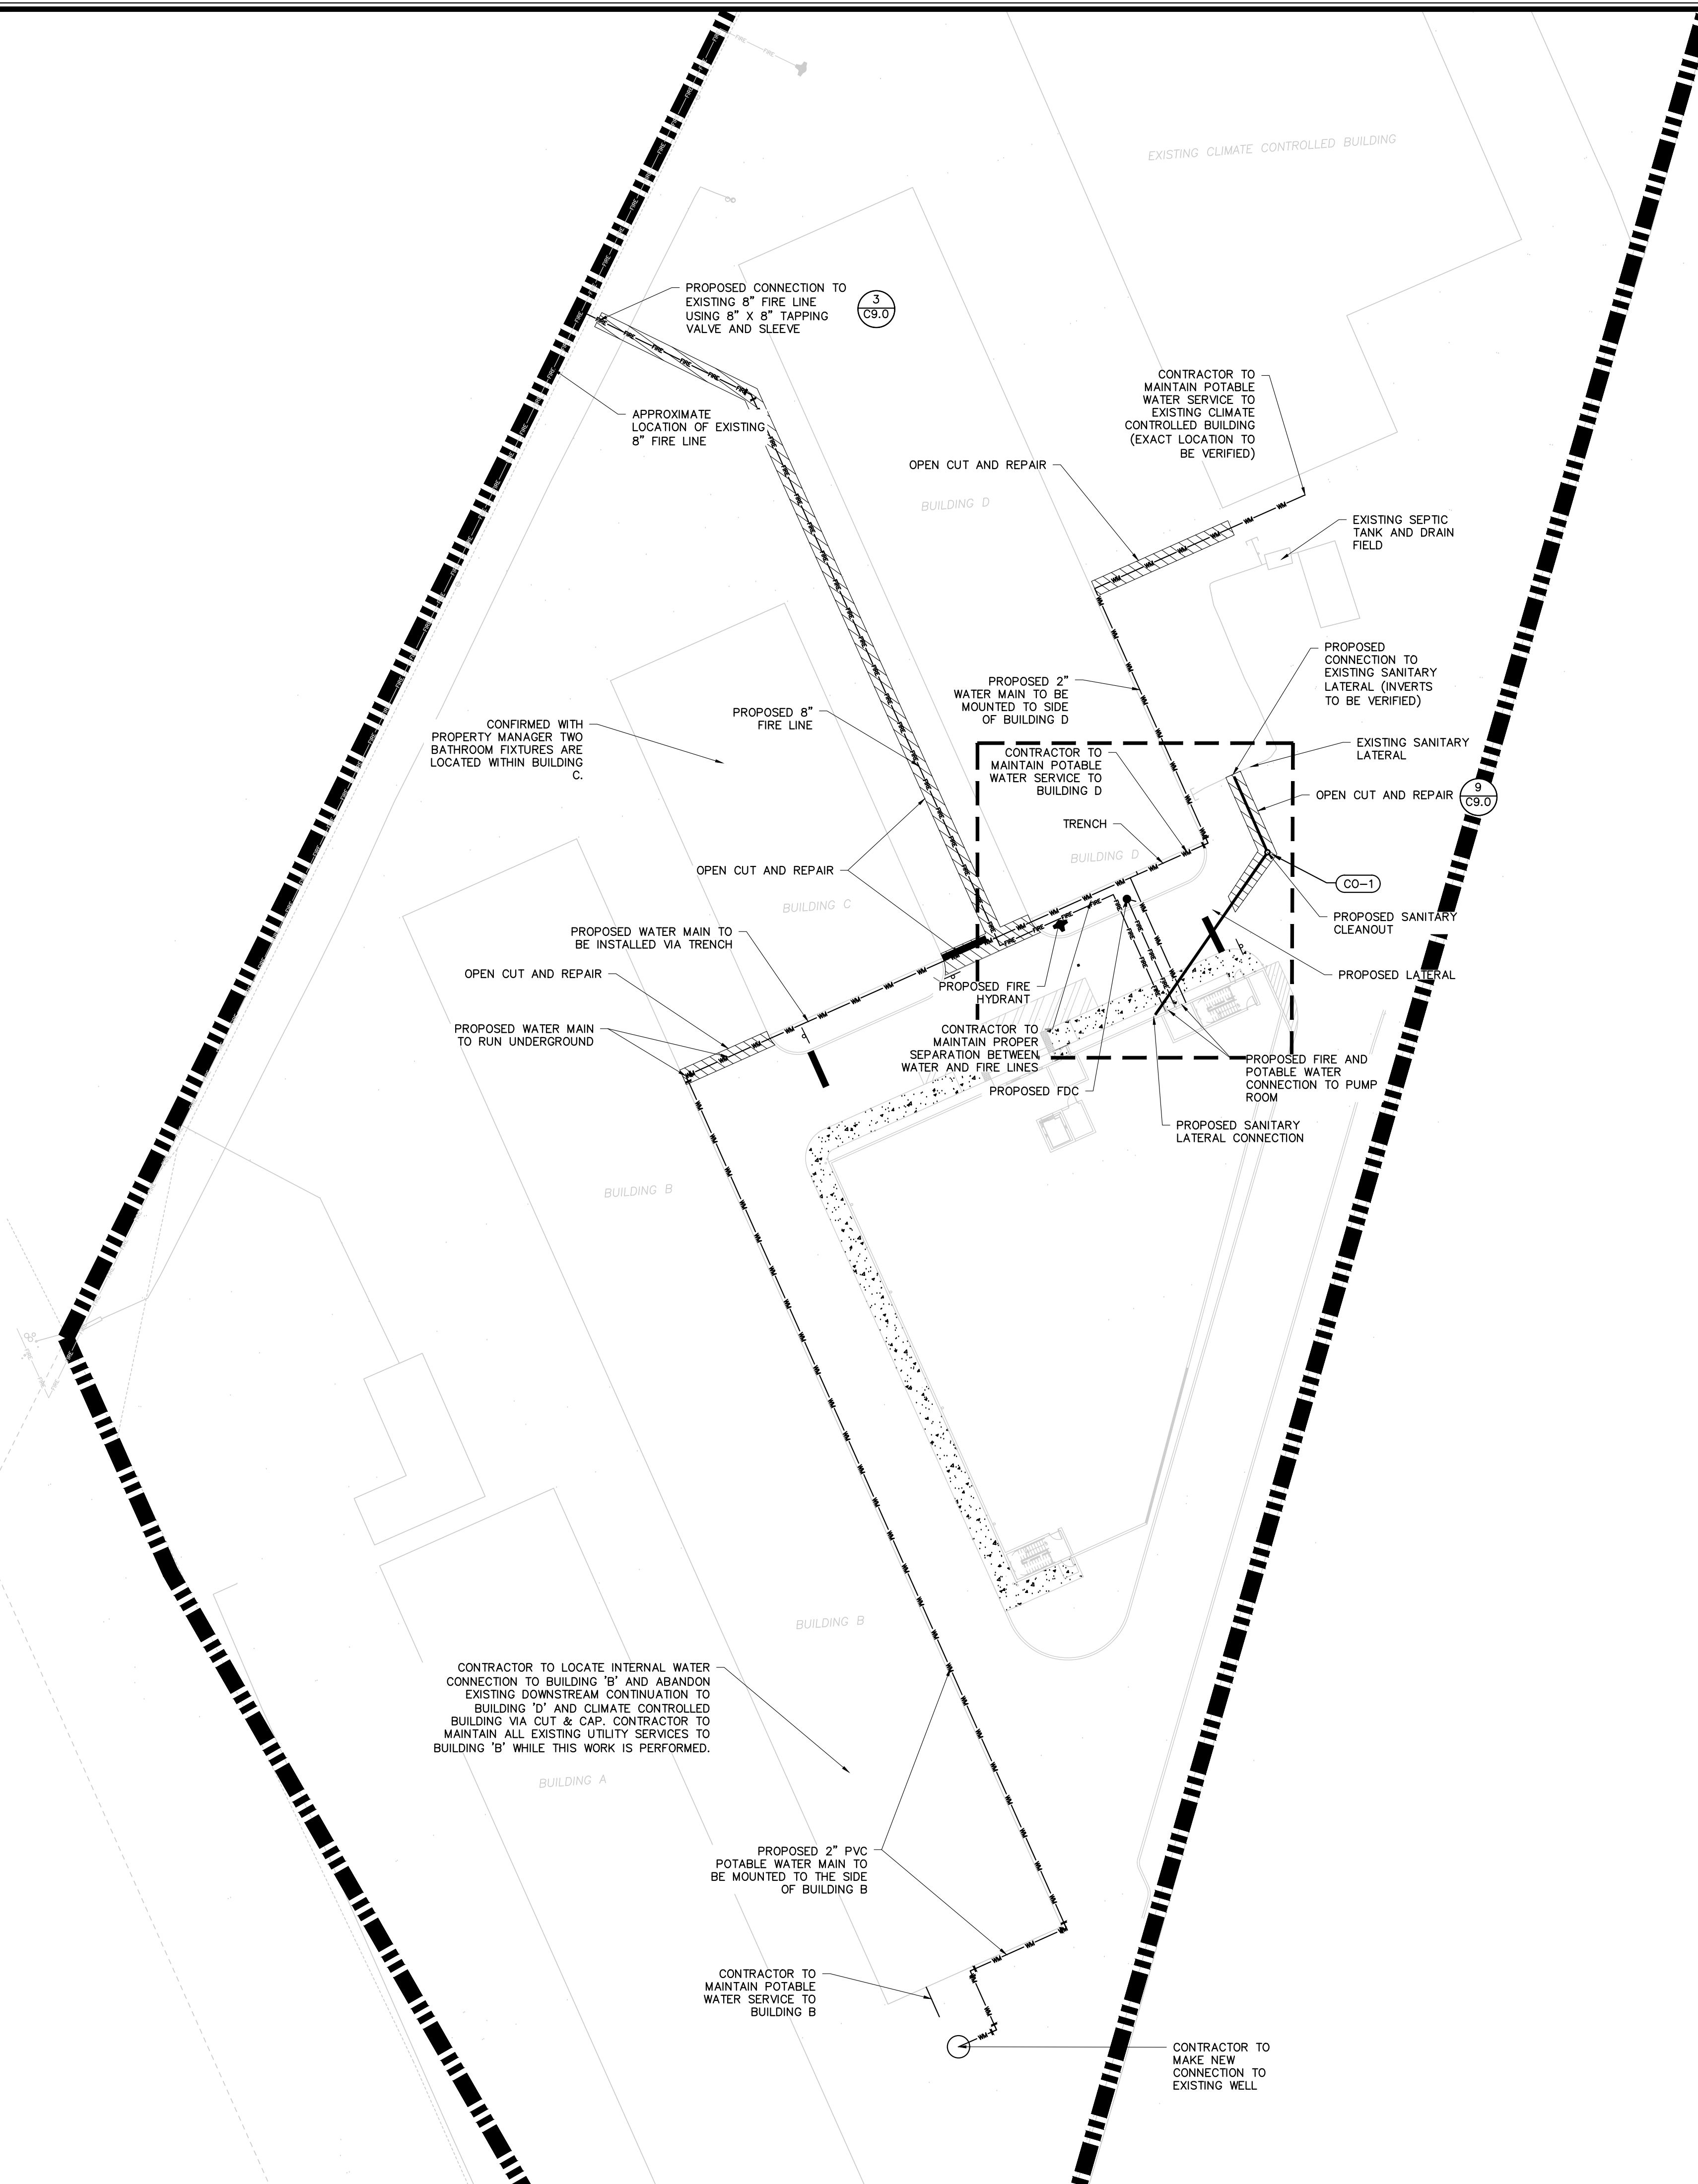 EXISTING CLIMATE CONTROLLED BUILDING
PROPOSED CONNECTION TO
EXISTING 8" FIRE LINE
USING 8" X 8" TAPPING
VALVE AND SLEEVE
3
C9.0
APPROXIMATE
LOCATION OF EXISTING
8" FIRE LINE
CONTRACTOR TO
MAINTAIN POTABLE
WATER SERVICE TO
EXISTING CLIMATE
CONTROLLED BUILDING
(EXACT LOCATION TO
BE VERIFIED)
OPEN CUT AND REPAIR
BUILDING D
EXISTING SEPTIC
TANK AND DRAIN
FIELD
PROPOSED
CONNECTION TO
EXISTING SANITARY
LATERAL (INVERTS
TO BE VERIFIED)
PROPOSED 2"
WATER MAIN TO BE
MOUNTED TO SIDE
OF BUILDING D
PROPOSED 8"
FIRE LINE
CONFIRMED WITH
PROPERTY MANAGER TWO
BATHROOM FIXTURES ARE
LOCATED WITHIN BUILDING
C.
CONTRACTOR TO
MAINTAIN POTABLE
WATER SERVICE TO
BUILDING D
EXISTING SANITARY
LATERAL
OPEN CUT AND REPAIR
9
C9.0
TRENCH
BUILDING D
OPEN CUT AND REPAIR
CO-1
BUILDING C
PROPOSED SANITARY
CLEANOUT
PROPOSED WATER MAIN TO
BE INSTALLED VIA TRENCH
OPEN CUT AND REPAIR
PROPOSED LATERAL
PROPOSED FIRE
HYDRANT
PROPOSED WATER MAIN
TO RUN UNDERGROUND
CONTRACTOR TO
MAINTAIN PROPER
SEPARATION BETWEEN
WATER AND FIRE LINES
PROPOSED FIRE AND
POTABLE WATER
CONNECTION TO PUMP
ROOM
PROPOSED FDC
PROPOSED SANITARY
LATERAL CONNECTION
BUILDING B
BUILDING B
CONTRACTOR TO LOCATE INTERNAL WATER
CONNECTION TO BUILDING 'B' AND ABANDON
EXISTING DOWNSTREAM CONTINUATION TO
BUILDING 'D' AND CLIMATE CONTROLLED
BUILDING VIA CUT & CAP. CONTRACTOR TO
MAINTAIN ALL EXISTING UTILITY SERVICES TO
BUILDING 'B' WHILE THIS WORK IS PERFORMED.
BUILDING A
PROPOSED 2" PVC
POTABLE WATER MAIN TO
BE MOUNTED TO THE SIDE
OF BUILDING B
CONTRACTOR TO
MAINTAIN POTABLE
WATER SERVICE TO
BUILDING B
CONTRACTOR TO
MAKE NEW
CONNECTION TO
EXISTING WELL